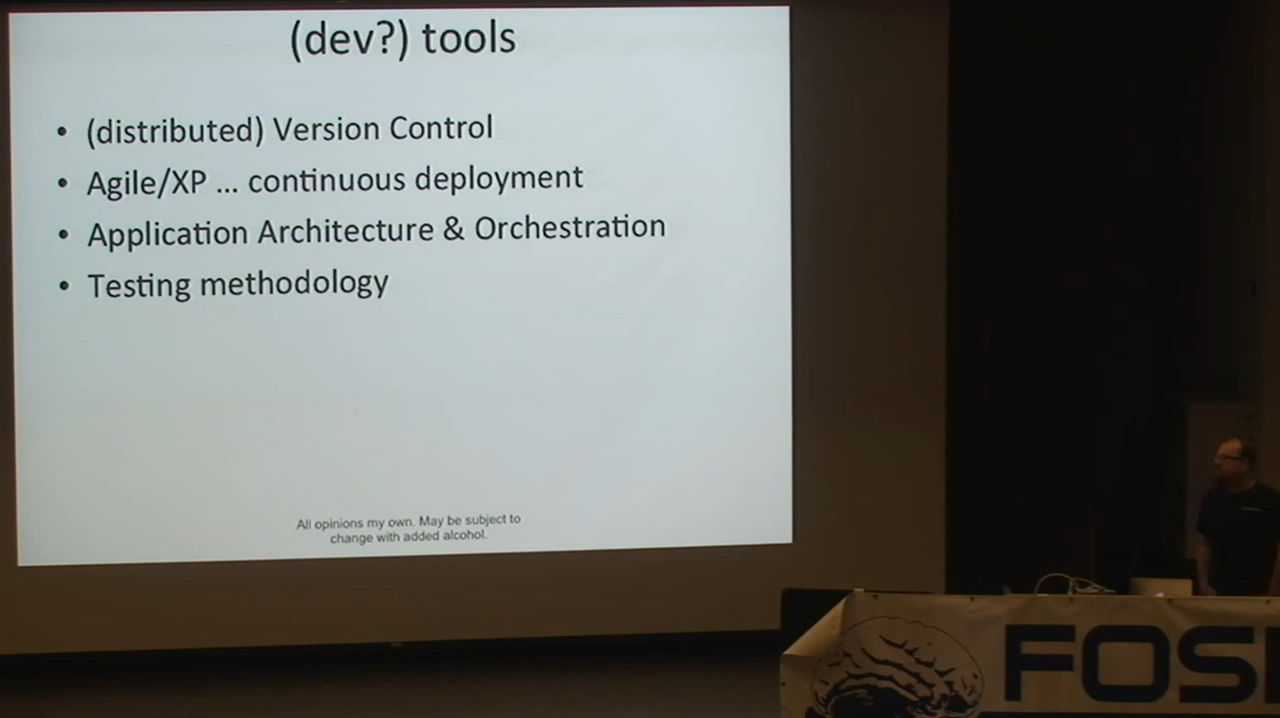 (dev?) tools
• (distributed) Version Control
• Agile/XP ... continuous deployment
• Application Architecture & Orchestration
• Testing methodology
All opinions my own. May be subject to
change with added alcohol.
FOS